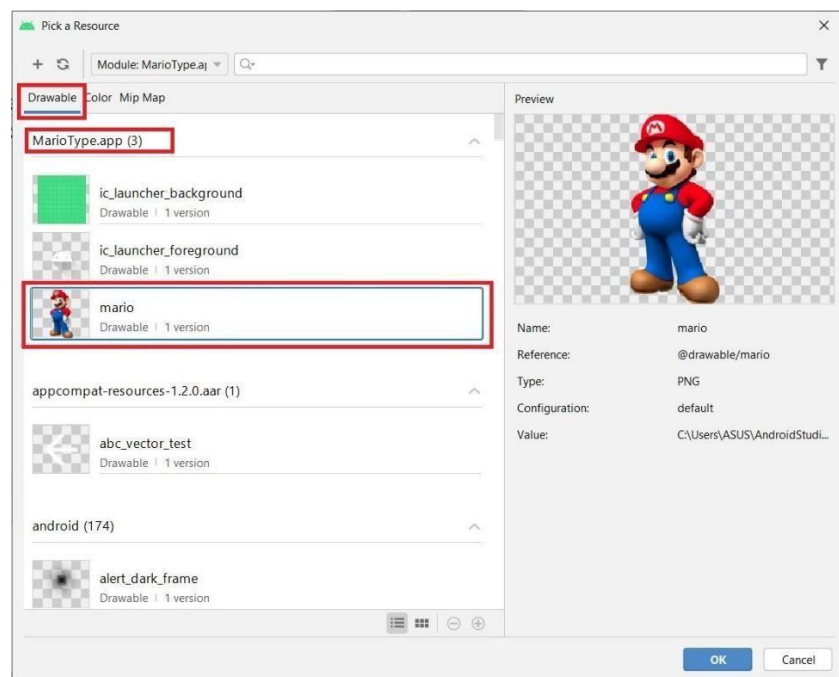 Pick a Resource
Module: MarioType.ap
Drawable Color Mip Map
MarioType.app (3)
ic_launcher_background
Drawable | 1 version
ic_launcher_foreground
Drawable | 1 version
mario
Drawable | 1 version
appcompat-resources-1.2.0.aar (1)
abc_vector_test
Drawable | 1 version
android (174)
alert_dark_frame
Drawable | 1 version
Preview
M
Name: mario
Reference: @drawable/mario
Type: PNG
Configuration: default
Value: C:\Users\ASUS\AndroidStudi...
OK Cancel